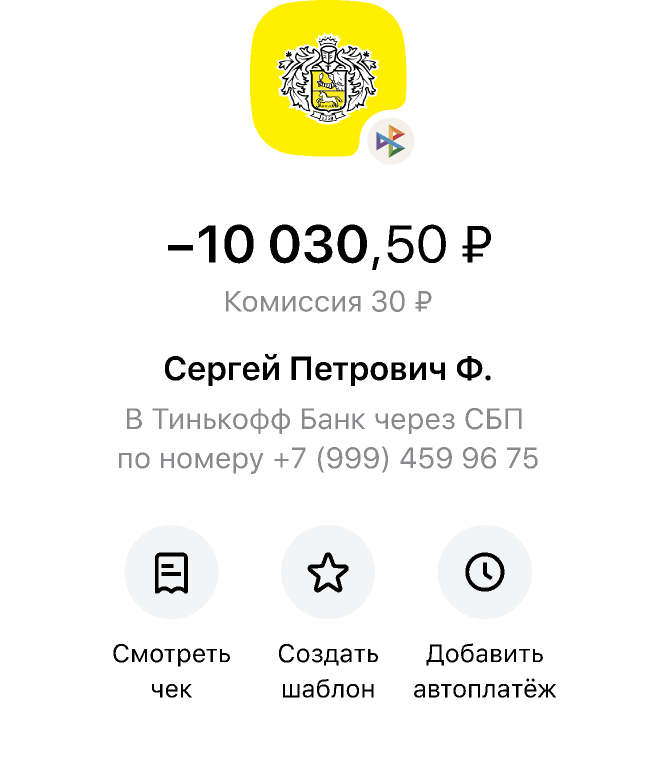 −10 030,50 ₽
Комиссия 30 ₽
Сергей Петрович Ф.
В Тинькофф Банк через СБП
по номеру +7 (999) 459 96 75
Смотреть Создать Добавить
чек шаблон автоплатёж